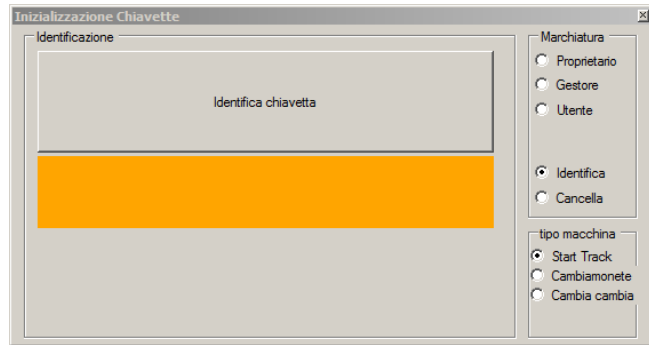 Inizializzazione Chiavette
Identificazione
Identifica chiavetta
Marchiatura
Proprietario
Gestore
Utente
Identifica
Cancella
tipo macchina
Start Track
Cambiamonete
Cambia cambia